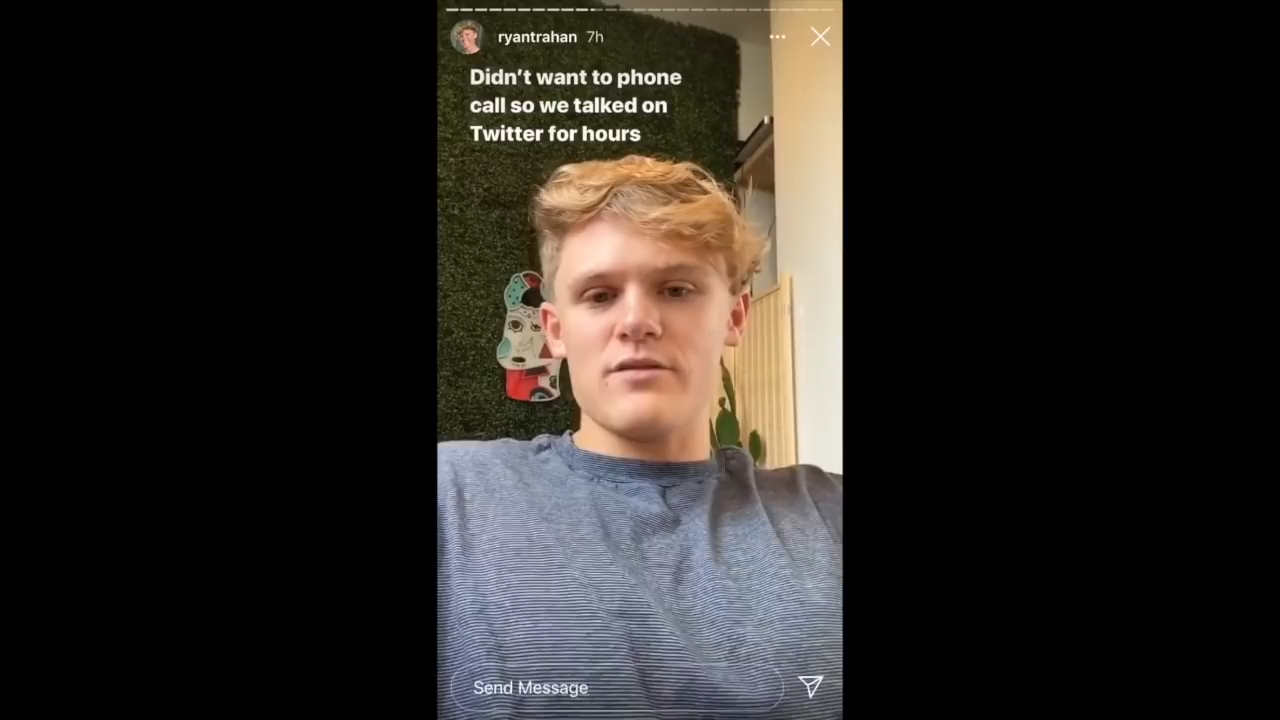 ryantrahan 7h
Didn’t want to phone
call so we talked on
Twitter for hours
Send Message